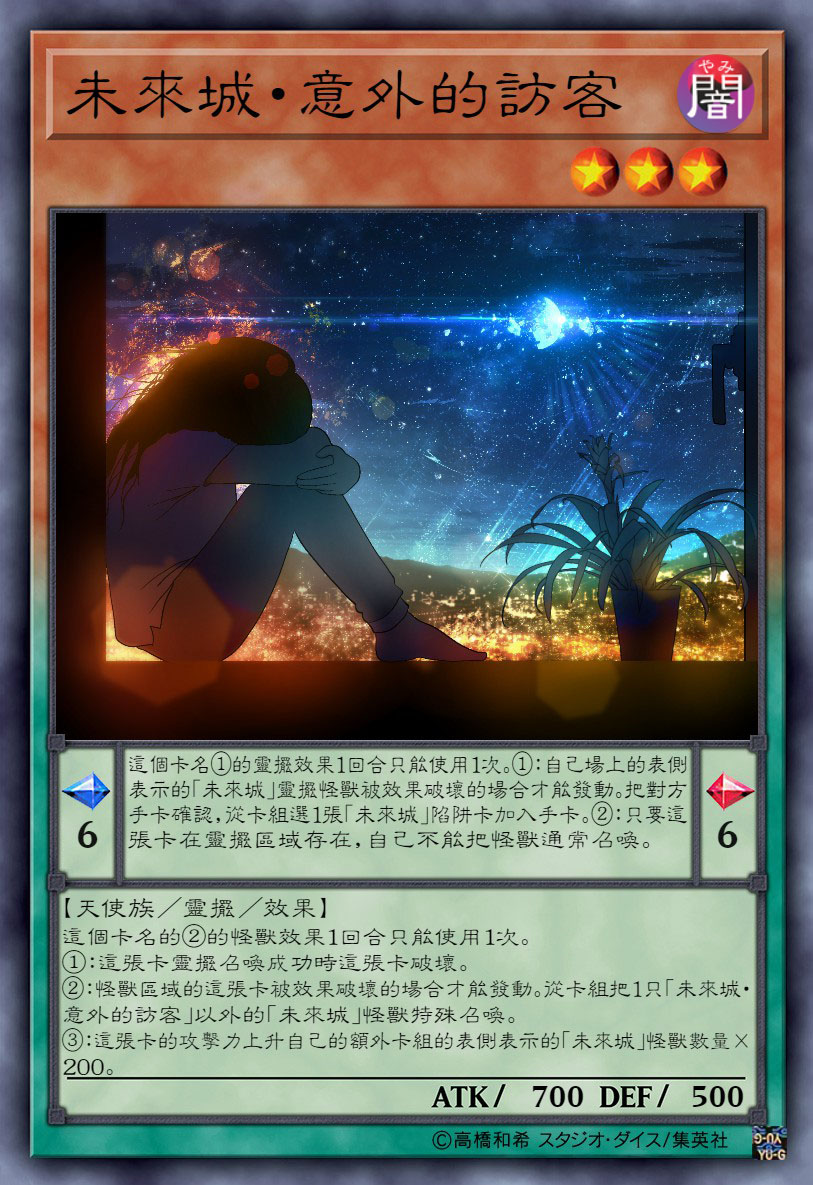 未來城・意外的訪客
やみ
闇
這個卡名①的靈擺效果1回合只能使用1次。①:自己場上的表側
表示的「未來城」靈擺怪獸被效果破壞的場合才能發動。把對方
手卡確認,從卡組選1張「未來城」陷阱卡加入手卡。②:只要這
張卡在靈擺區域存在,自己不能把怪獸通常召喚。
6
6
【天使族/靈擺/效果】
這個卡名的②的怪獸效果1回合只能使用1次。
①:這張卡靈擺召喚成功時這張卡破壞。
②:怪獸區域的這張卡被效果破壞的場合才能發動。從卡組把1只「未來城・
意外的訪客」以外的「未來城」怪獸特殊召喚。
③:這張卡的攻擊力上升自己的額外卡組的表側表示的「未來城」怪獸數量×
200。
ATK/ 700 DEF/ 500
©高橋和希 スタジオ・ダイス/集英社
YU-G
YU-G